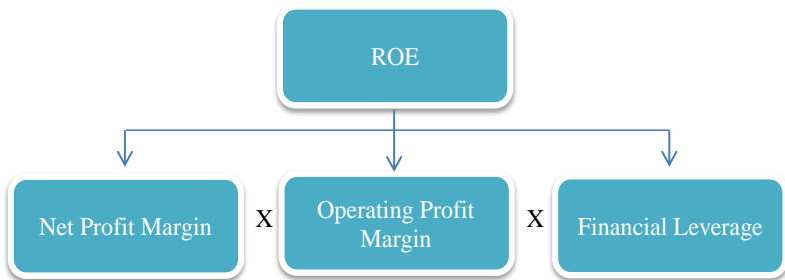 ROE
Net Profit Margin
X
Operating Profit
Margin
X
Financial Leverage